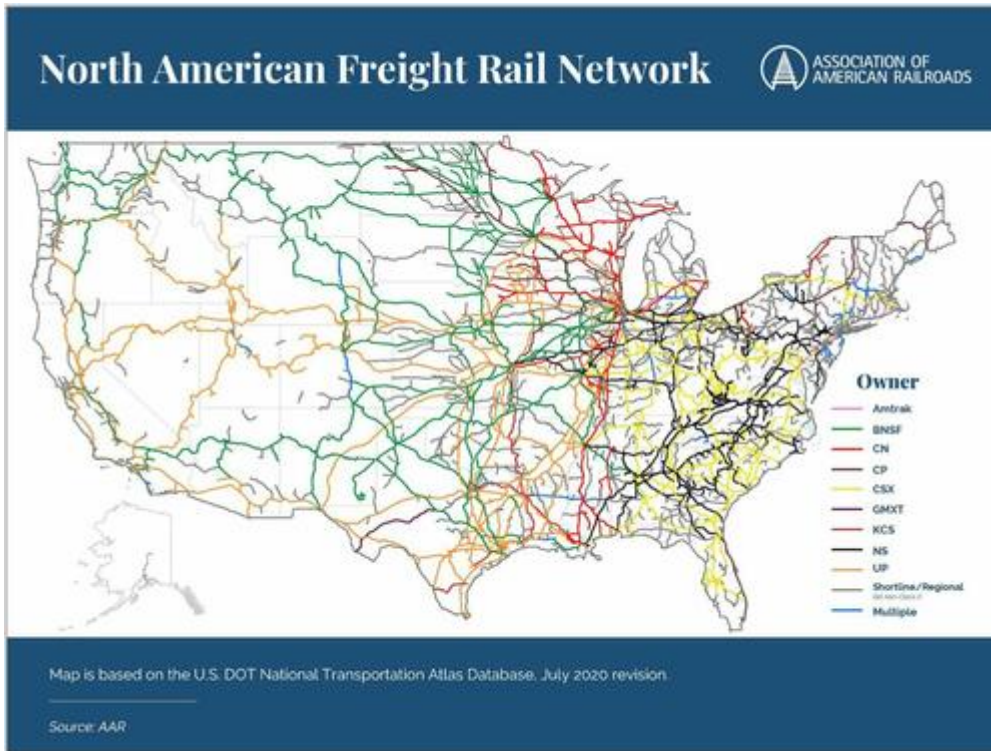 North American Freight Rail Network
ASSOCIATION OF
AMERICAN RAILROADS
Owner
Amtrak
BNSF
CN
CP
CSX
GMXT
KCS
NS
UP
Shortline/Regional
Multiple
Map is based on the U.S. DOT National Transportation Atlas Database, July 2020 revision.
Source: AAR